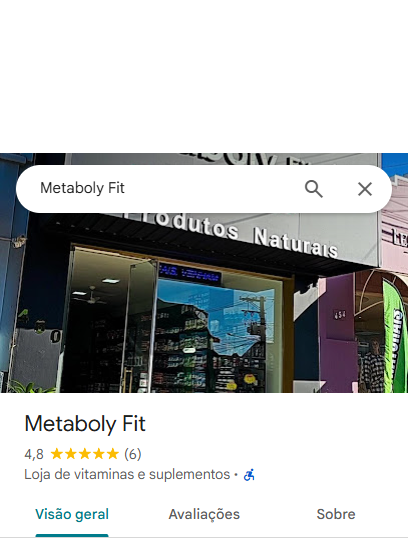 Metaboly Fit
Produtos Naturais
454
Metaboly Fit
4,8 (6)
Loja de vitaminas e suplementos ·
Visão geral Avaliações Sobre